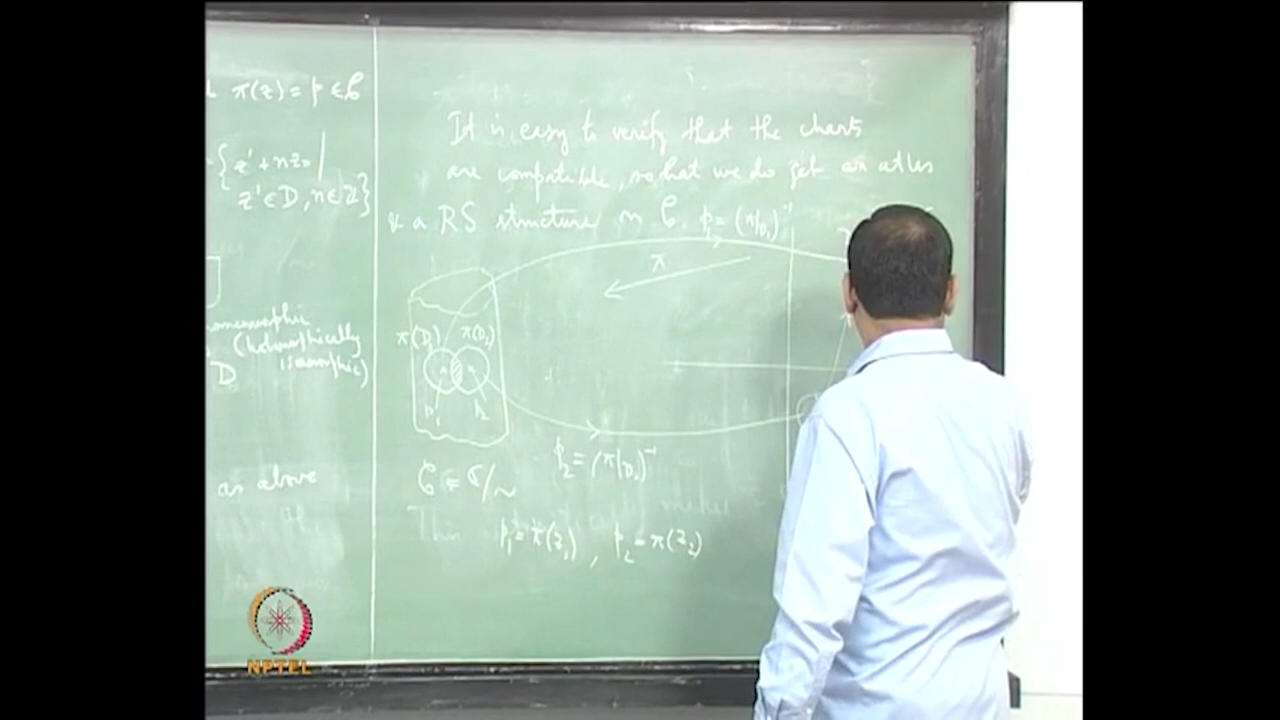 π(z) = p ∈ 𝒞
{z' + nz₀ |
z' ∈ D, n ∈ ℤ}
(holomorphically
isomorphic)
D
as above
It is easy to verify that the charts
are compatible, so that we do get an atlas
& a RS structure on 𝒞. φ₁ = (π|D₁)⁻¹
π
π(D₁) π(D₂)
p₁ p₂
φ₂ = (π|D₂)⁻¹
𝒞 = ℂ/~
This
p₁ = π(z₁), p₂ = π(z₂)
NPTEL